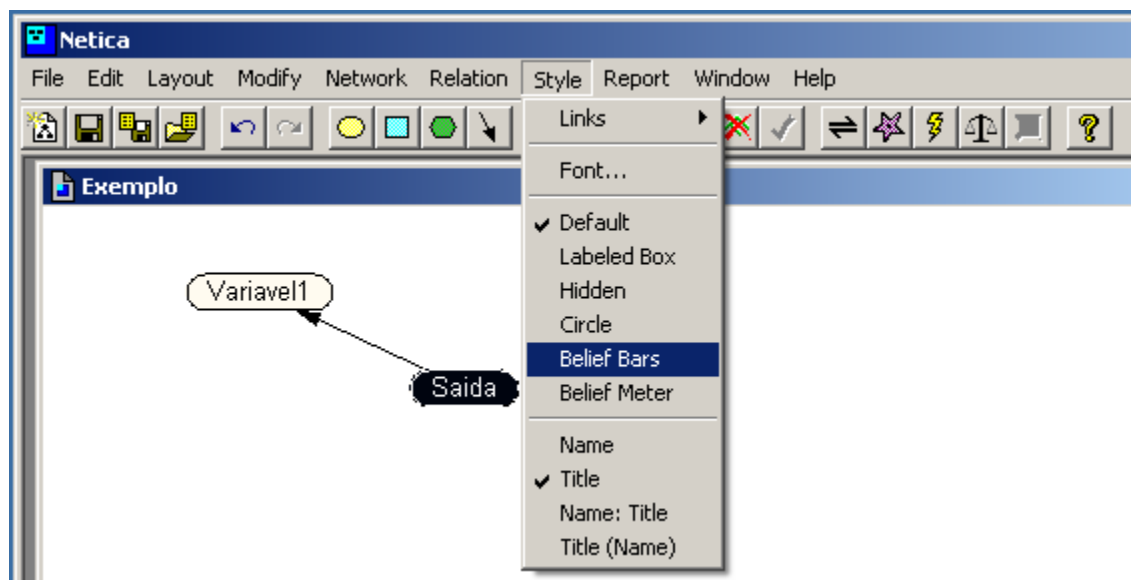 Netica
File Edit Layout Modify Network Relation Style Report Window Help
Links
Exemplo
Font...
Default
Labeled Box
Variavel1
Hidden
Circle
Belief Bars
Saida
Belief Meter
Name
Title
Name: Title
Title (Name)